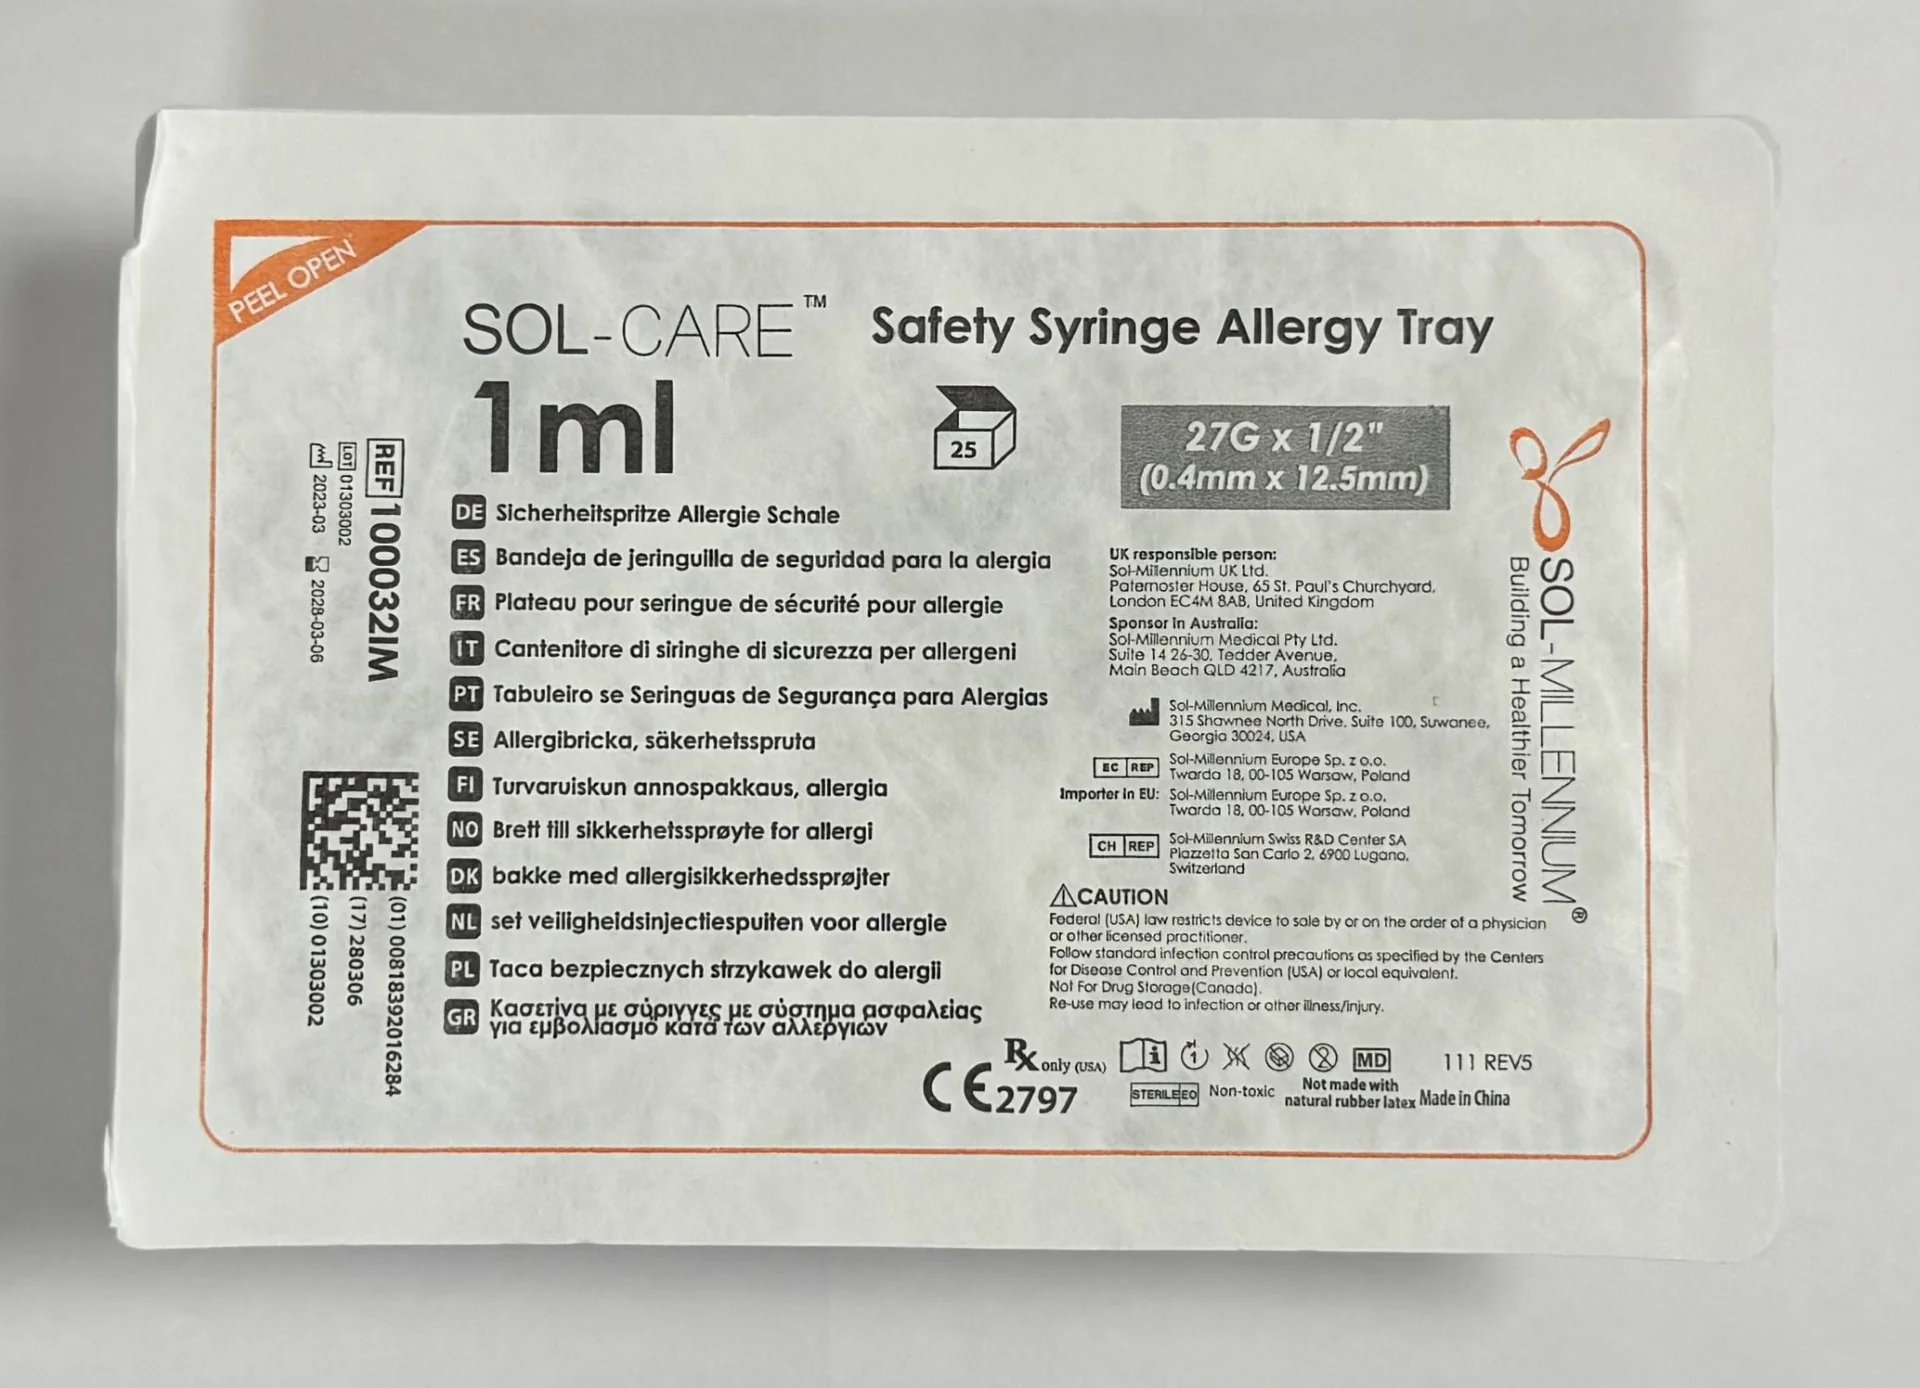 PEEL OPEN
SOL-CARE™
Safety Syringe Allergy Tray
1ml
25
27G x 1/2"
(0.4mm x 12.5mm)
REF 100032IM
LOT 01303002
2023-03 2028-03-06
(01) 00818392016284
(17) 280306
(10) 01303002
DE Sicherheitspritze Allergie Schale
ES Bandeja de jeringuilla de seguridad para la alergia
FR Plateau pour seringue de sécurité pour allergie
IT Cantenitore di siringhe di sicurezza per allergeni
PT Tabuleiro se Seringuas de Segurança para Alergias
SE Allergibricka, säkerhetsspruta
FI Turvaruiskun annospakkaus, allergia
NO Brett till sikkerhetssprøyte for allergi
DK bakke med allergisikkerhedssprøjter
NL set veiligheidsinjectiespuiten voor allergie
PL Taca bezpiecznych strzykawek do alergii
GR Κασετίνα με σύριγγες με σύστημα ασφαλείας
για εμβολιασμό κατά των αλλεργιών
UK responsible person:
Sol-Millennium UK Ltd.
Paternoster House, 65 St. Paul's Churchyard,
London EC4M 8AB, United Kingdom
Sponsor in Australia:
Sol-Millennium Medical Pty Ltd.
Suite 14 26-30, Tedder Avenue,
Main Beach QLD 4217, Australia
Sol-Millennium Medical, Inc.
315 Shawnee North Drive, Suite 100, Suwanee,
Georgia 30024, USA
EC REP Sol-Millennium Europe Sp. z o.o.
Twarda 18, 00-105 Warsaw, Poland
Importer in EU: Sol-Millennium Europe Sp. z o.o.
Twarda 18, 00-105 Warsaw, Poland
CH REP Sol-Millennium Swiss R&D Center SA
Piazzetta San Carlo 2, 6900 Lugano,
Switzerland
CAUTION
Federal (USA) law restricts device to sale by or on the order of a physician
or other licensed practitioner.
Follow standard infection control precautions as specified by the Centers
for Disease Control and Prevention (USA) or local equivalent.
Not For Drug Storage(Canada).
Re-use may lead to infection or other illness/injury.
CE 2797
Rx only (USA)
MD
111 REV5
STERILE EO
Non-toxic
Not made with
natural rubber latex
Made in China
SOL-MILLENNIUM®
Building a Healthier Tomorrow